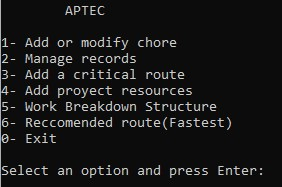 APTEC
1- Add or modify chore
2- Manage records
3- Add a critical route
4- Add proyect resources
5- Work Breakdown Structure
6- Reccomended route(Fastest)
0- Exit
Select an option and press Enter: